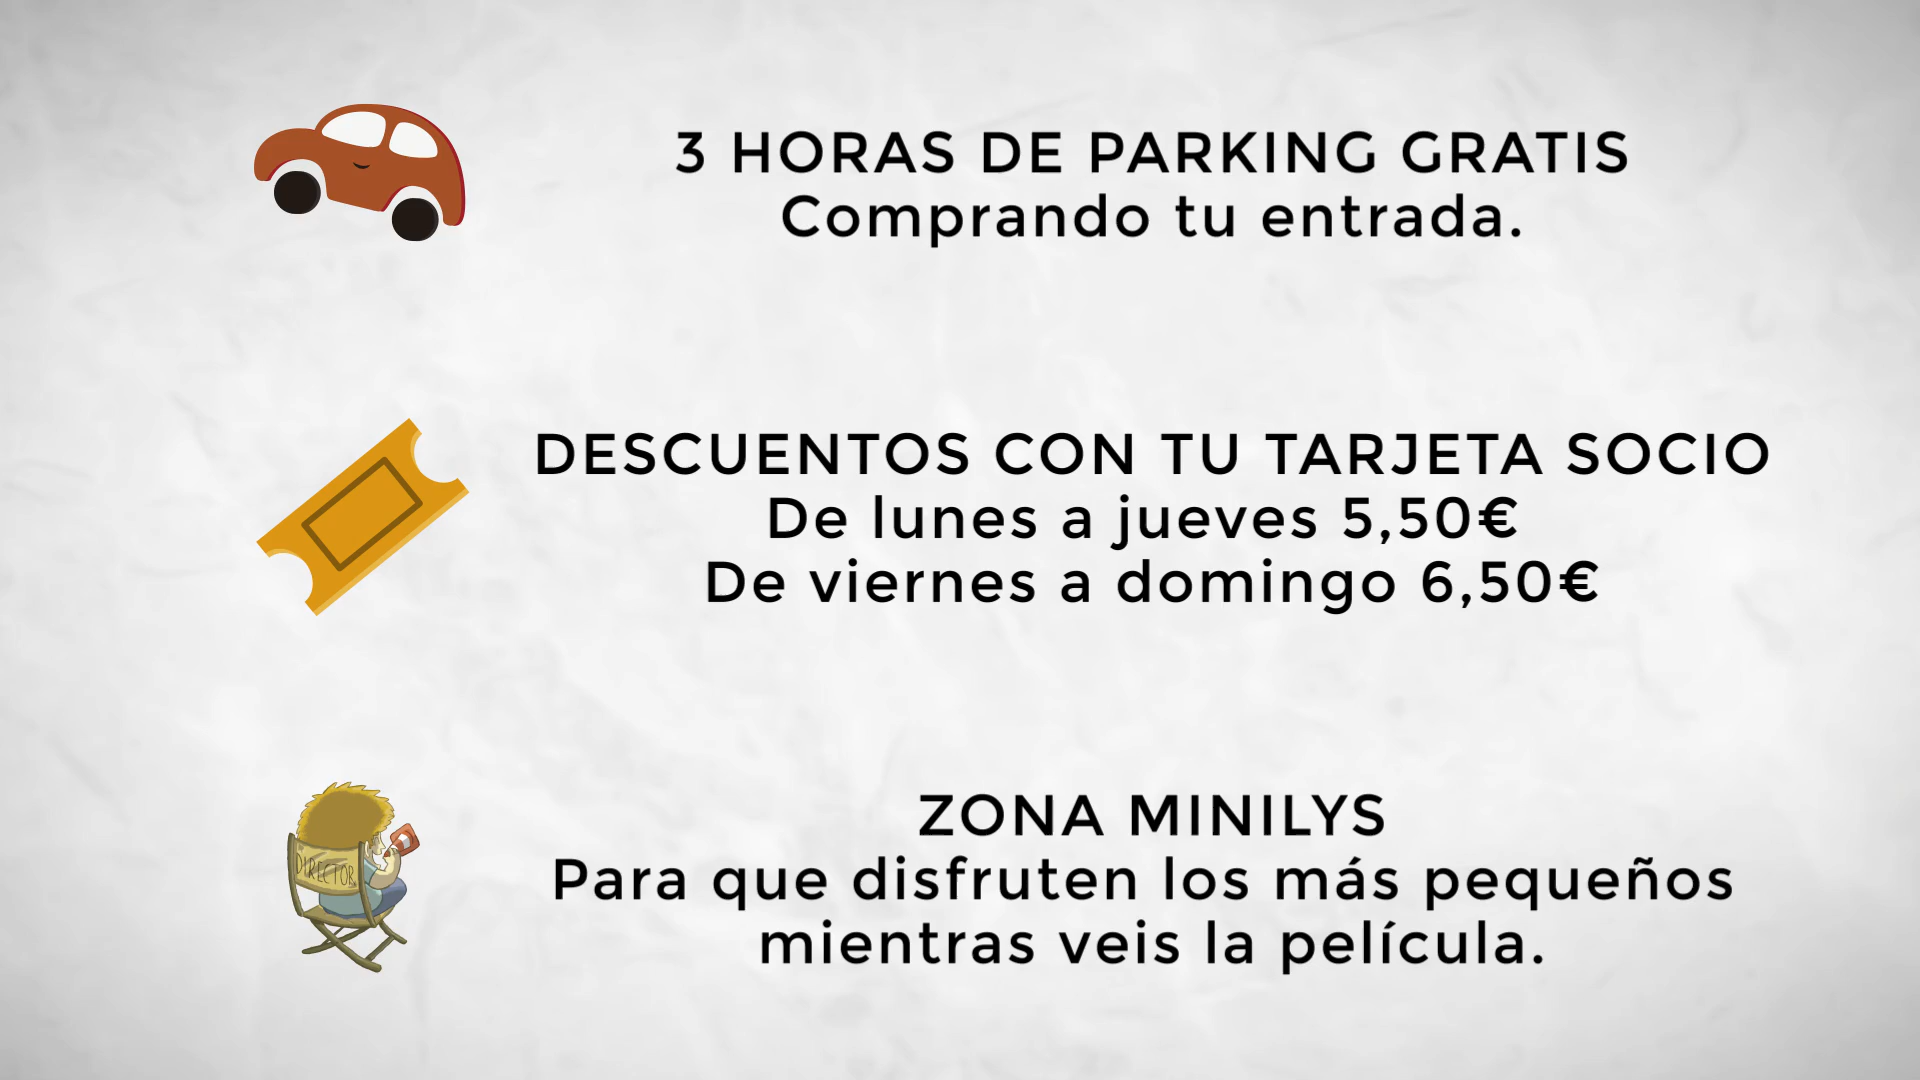 3 HORAS DE PARKING GRATIS
Comprando tu entrada.
DESCUENTOS CON TU TARJETA SOCIO
De lunes a jueves 5,50€
De viernes a domingo 6,50€
DIRECTOR
ZONA MINILYS
Para que disfruten los más pequeños
mientras veis la película.